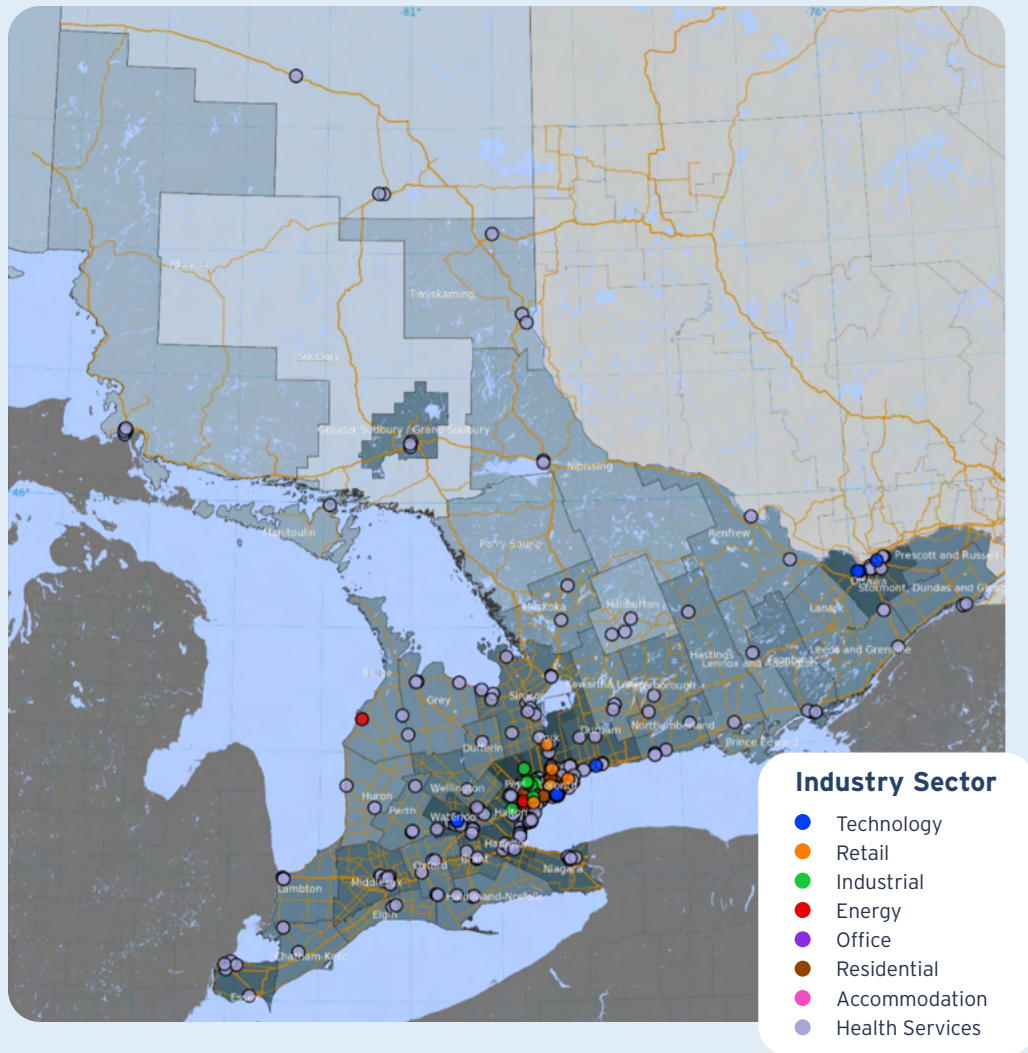 -81°
-76°
Algoma
Timiskaming
Sudbury
Greater Sudbury / Grand Sudbury
Nipissing
46°
Manitoulin
Parry Sound
Renfrew
Prescott and Russell
Ottawa
Stormont, Dundas and Glen
Muskoka
Haliburton
Lanark
Hastings
Leeds and Grenville
Lennox and Addington
Frontenac
Bruce
Grey
Simcoe
Kawartha Lakes
Peterborough
Northumberland
Durham
York
Dufferin
Prince Edward
Peel
Toronto
Wellington
Huron
Perth
Waterloo
Halton
Hamilton
Oxford
Brant
Niagara
Lambton
Middlesex
Haldimand-Norfolk
Elgin
Chatham-Kent
Essex
Industry Sector
Technology
Retail
Industrial
Energy
Office
Residential
Accommodation
Health Services